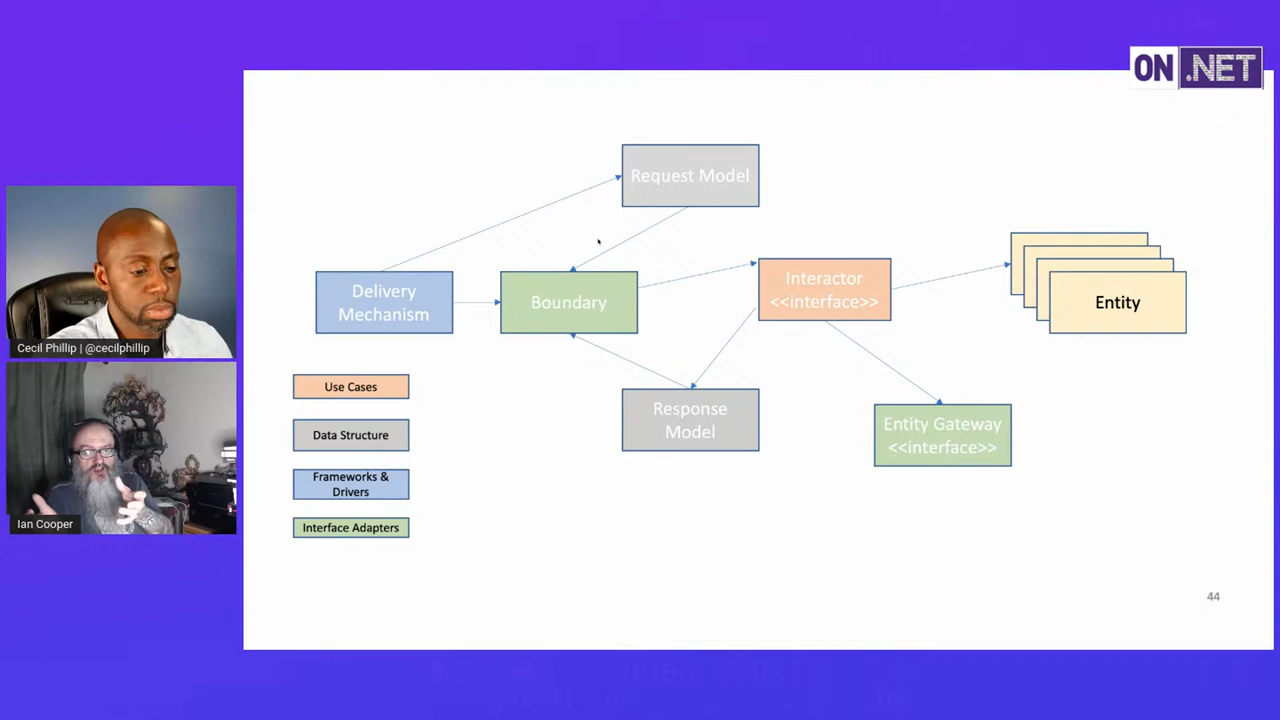 ON .NET
Request Model
Delivery
Mechanism
Boundary
Interactor
<<interface>>
Entity
Response
Model
Entity Gateway
<<interface>>
Use Cases
Data Structure
Frameworks &
Drivers
Interface Adapters
44
Cecil Phillip | @cecilphillip
Ian Cooper